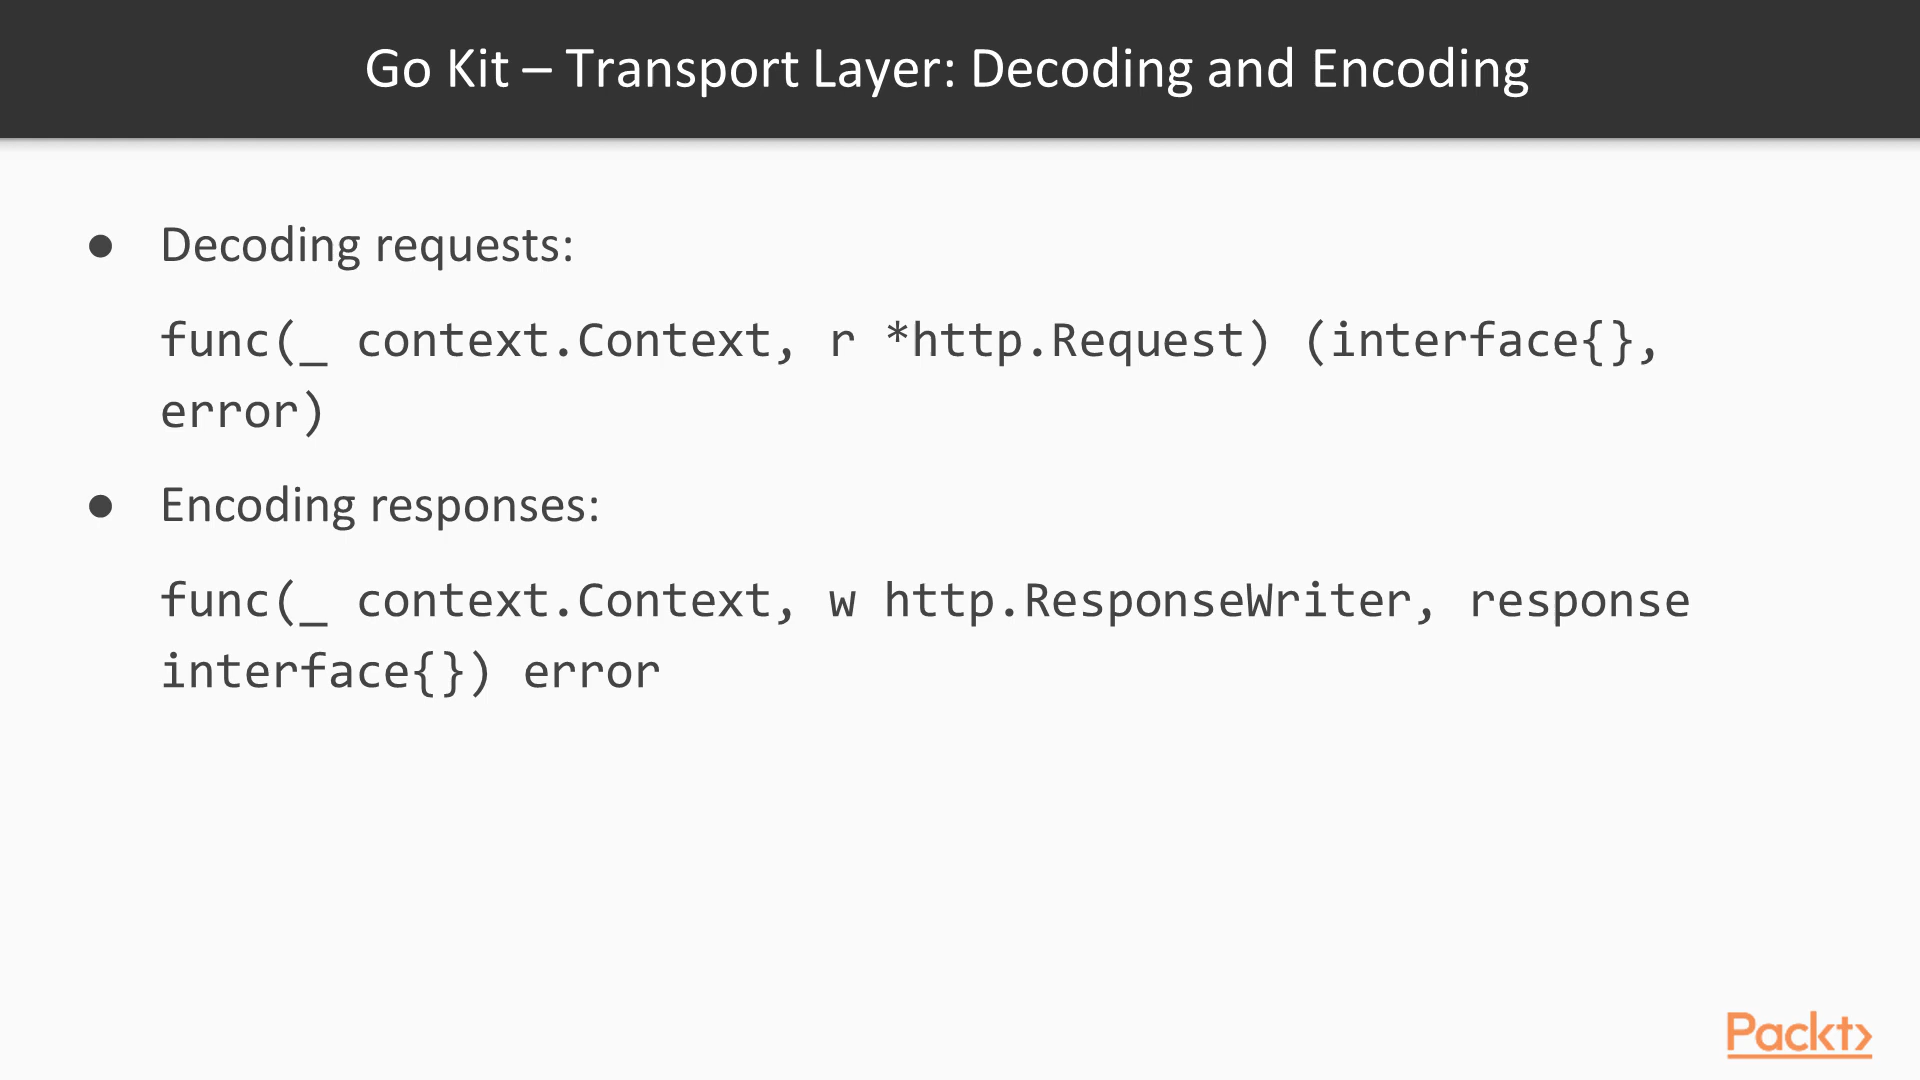 Go Kit – Transport Layer: Decoding and Encoding
● Decoding requests:
func(_ context.Context, r *http.Request) (interface{},
error)
● Encoding responses:
func(_ context.Context, w http.ResponseWriter, response
interface{}) error
Packt>